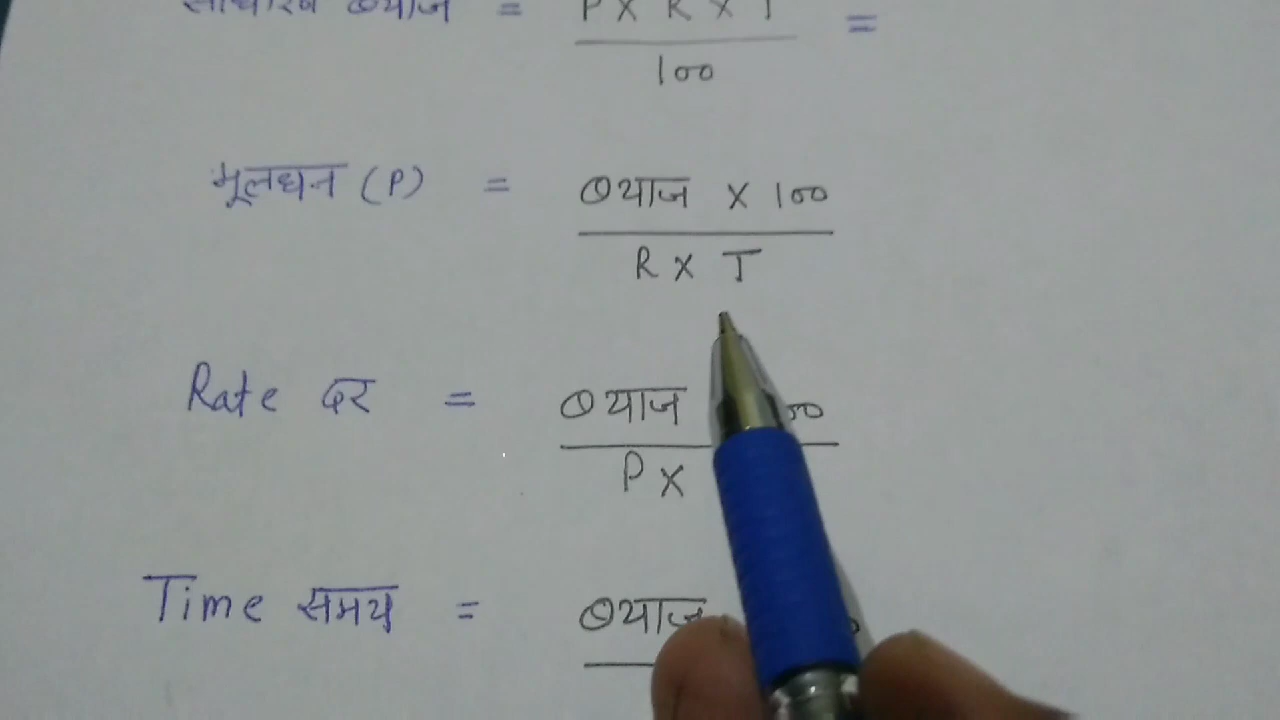 साधारण ब्याज = P X R X T =
100
मूलधन (P) = ब्याज X 100
R X T
Rate दर = ब्याज
P X
Time समय = ब्याज